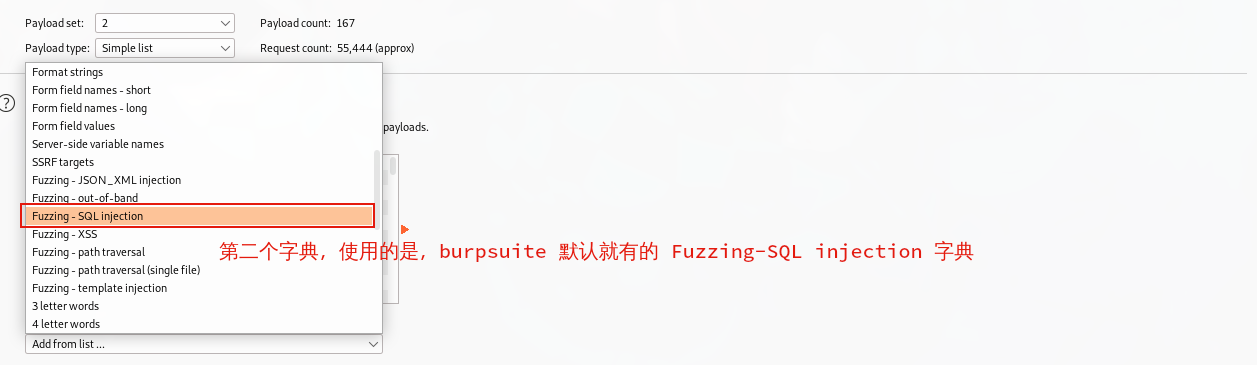 Payload set: 2 Payload count: 167
Payload type: Simple list Request count: 55,444 (approx)
Format strings
Form field names - short
Form field names - long
Form field values
payloads.
Server-side variable names
SSRF targets
Fuzzing - JSON_XML injection
Fuzzing - out-of-band
Fuzzing - SQL injection
Fuzzing - XSS
第二个字典, 使用的是, burpsuite 默认就有的 Fuzzing-SQL injection 字典
Fuzzing - path traversal
Fuzzing - path traversal (single file)
Fuzzing - template injection
3 letter words
4 letter words
Add from list ...